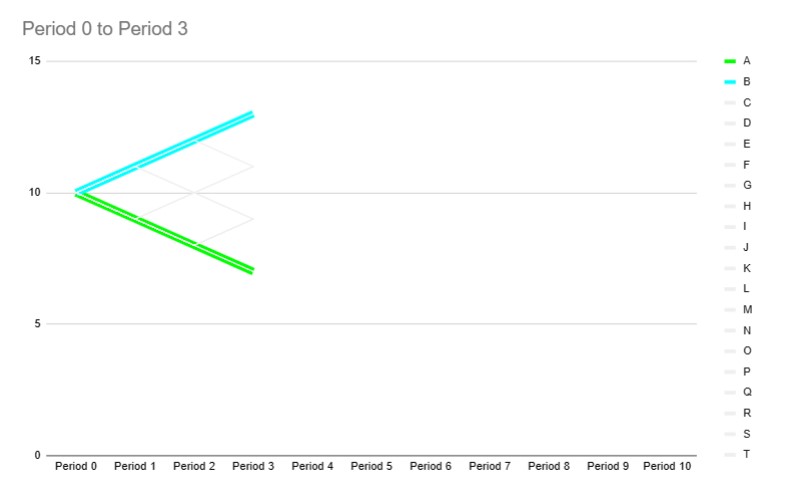 Period 0 to Period 3
15
10
5
0
Period 0 Period 1 Period 2 Period 3 Period 4 Period 5 Period 6 Period 7 Period 8 Period 9 Period 10
A
B
C
D
E
F
G
H
I
J
K
L
M
N
O
P
Q
R
S
T